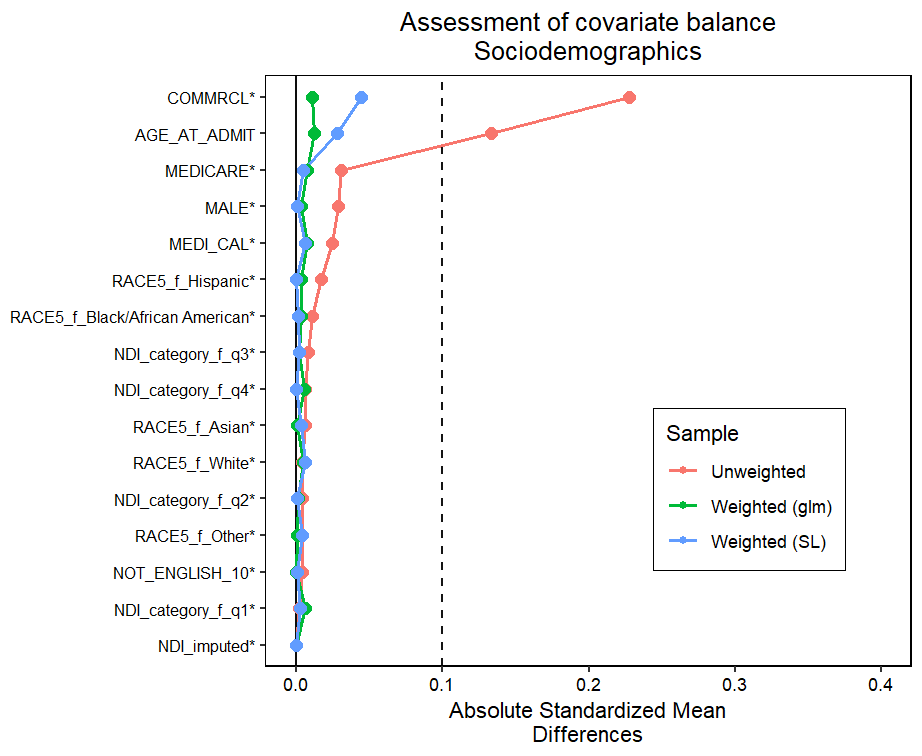 Assessment of covariate balance
Sociodemographics
COMMRCL*
AGE_AT_ADMIT
MEDICARE*
MALE*
MEDI_CAL*
RACE5_f_Hispanic*
RACE5_f_Black/African American*
NDI_category_f_q3*
NDI_category_f_q4*
RACE5_f_Asian*
RACE5_f_White*
NDI_category_f_q2*
RACE5_f_Other*
NOT_ENGLISH_10*
NDI_category_f_q1*
NDI_imputed*
Sample
Unweighted
Weighted (glm)
Weighted (SL)
0.0 0.1 0.2 0.3 0.4
Absolute Standardized Mean
Differences